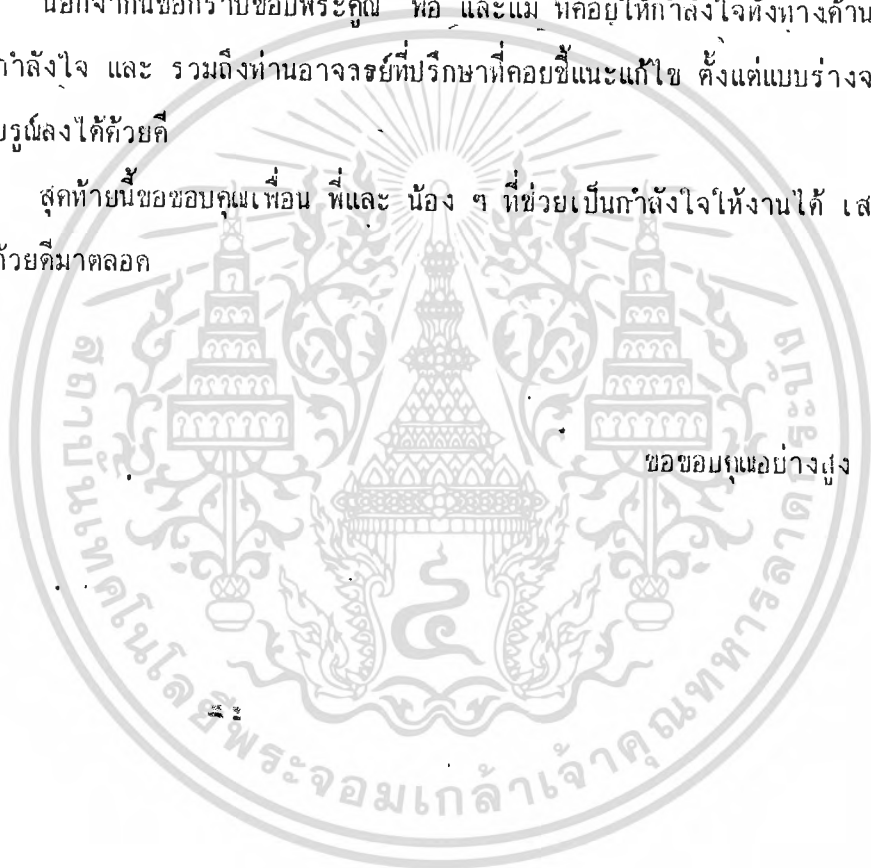 นอกจากนี้ขอกราบขอบพระคุณ พ่อ และแม่ ที่คอยให้กำลังใจทั้งทางด้าน
กำลังใจ และ รวมถึงท่านอาจารย์ที่ปรึกษาที่คอยชี้แนะแก้ไข ตั้งแต่แบบร่างจ
บรูณ์ลงได้ด้วยดี
สุดท้ายนี้ขอขอบคุณเพื่อน พี่และ น้อง ๆ ที่ช่วยเป็นกำลังใจให้งานได้ เส
ด้วยดีมาตลอด
ขอขอบคุณอย่างสูง
สถาบันเทคโนโลยีพระจอมเกล้าเจ้าคุณทหารลาดกระบัง